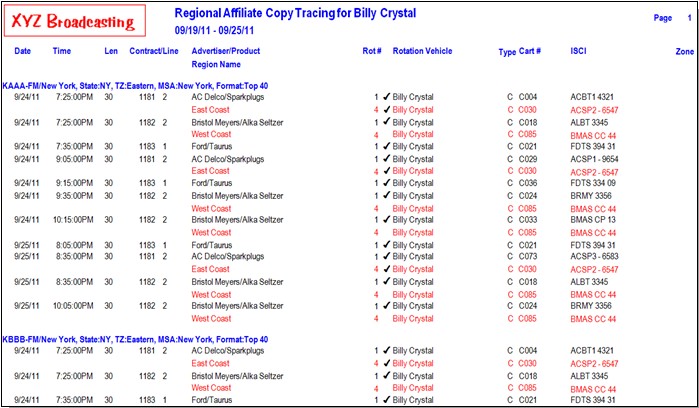 XYZ Broadcasting
Regional Affiliate Copy Tracing for Billy Crystal
09/19/11 - 09/25/11
Page 1
Date Time Len Contract/Line Advertiser/Product Rot # Rotation Vehicle Type Cart # ISCI Zone
Region Name
KAAA-FM/New York, State:NY, TZ:Eastern, MSA:New York, Format:Top 40
9/24/11 7:25:00PM 30 1181 2 AC Delco/Sparkplugs 1 ✓ Billy Crystal C C004 ACBT1 4321
East Coast 4 ✓ Billy Crystal C C030 ACSP2 - 6547
9/24/11 7:25:00PM 30 1182 2 Bristol Meyers/Alka Seltzer 1 ✓ Billy Crystal C C018 ALBT 3345
West Coast 4 Billy Crystal C C085 BMAS CC 44
9/24/11 7:35:00PM 30 1183 1 Ford/Taurus 1 ✓ Billy Crystal C C021 FDTS 394 31
9/24/11 9:05:00PM 30 1181 2 AC Delco/Sparkplugs 1 ✓ Billy Crystal C C029 ACSP1 - 9654
East Coast 4 ✓ Billy Crystal C C030 ACSP2 - 6547
9/24/11 9:15:00PM 30 1183 1 Ford/Taurus 1 ✓ Billy Crystal C C036 FDTS 334 09
9/24/11 9:35:00PM 30 1182 2 Bristol Meyers/Alka Seltzer 1 ✓ Billy Crystal C C024 BRMY 3356
West Coast 4 Billy Crystal C C085 BMAS CC 44
9/24/11 10:15:00PM 30 1182 2 Bristol Meyers/Alka Seltzer 1 ✓ Billy Crystal C C033 BMAS CP 13
West Coast 4 Billy Crystal C C085 BMAS CC 44
9/25/11 8:05:00PM 30 1183 1 Ford/Taurus 1 ✓ Billy Crystal C C021 FDTS 394 31
9/25/11 8:35:00PM 30 1181 2 AC Delco/Sparkplugs 1 ✓ Billy Crystal C C073 ACSP3 - 6583
East Coast 4 ✓ Billy Crystal C C030 ACSP2 - 6547
9/25/11 8:35:00PM 30 1182 2 Bristol Meyers/Alka Seltzer 1 ✓ Billy Crystal C C018 ALBT 3345
West Coast 4 Billy Crystal C C085 BMAS CC 44
9/25/11 10:05:00PM 30 1182 2 Bristol Meyers/Alka Seltzer 1 ✓ Billy Crystal C C024 BRMY 3356
West Coast 4 Billy Crystal C C085 BMAS CC 44
KBBB-FM/New York, State:NY, TZ:Eastern, MSA:New York, Format:Top 40
9/24/11 7:25:00PM 30 1181 2 AC Delco/Sparkplugs 1 ✓ Billy Crystal C C004 ACBT1 4321
East Coast 4 ✓ Billy Crystal C C030 ACSP2 - 6547
9/24/11 7:25:00PM 30 1182 2 Bristol Meyers/Alka Seltzer 1 ✓ Billy Crystal C C018 ALBT 3345
West Coast 4 Billy Crystal C C085 BMAS CC 44
9/24/11 7:35:00PM 30 1183 1 Ford/Taurus 1 ✓ Billy Crystal C C021 FDTS 394 31